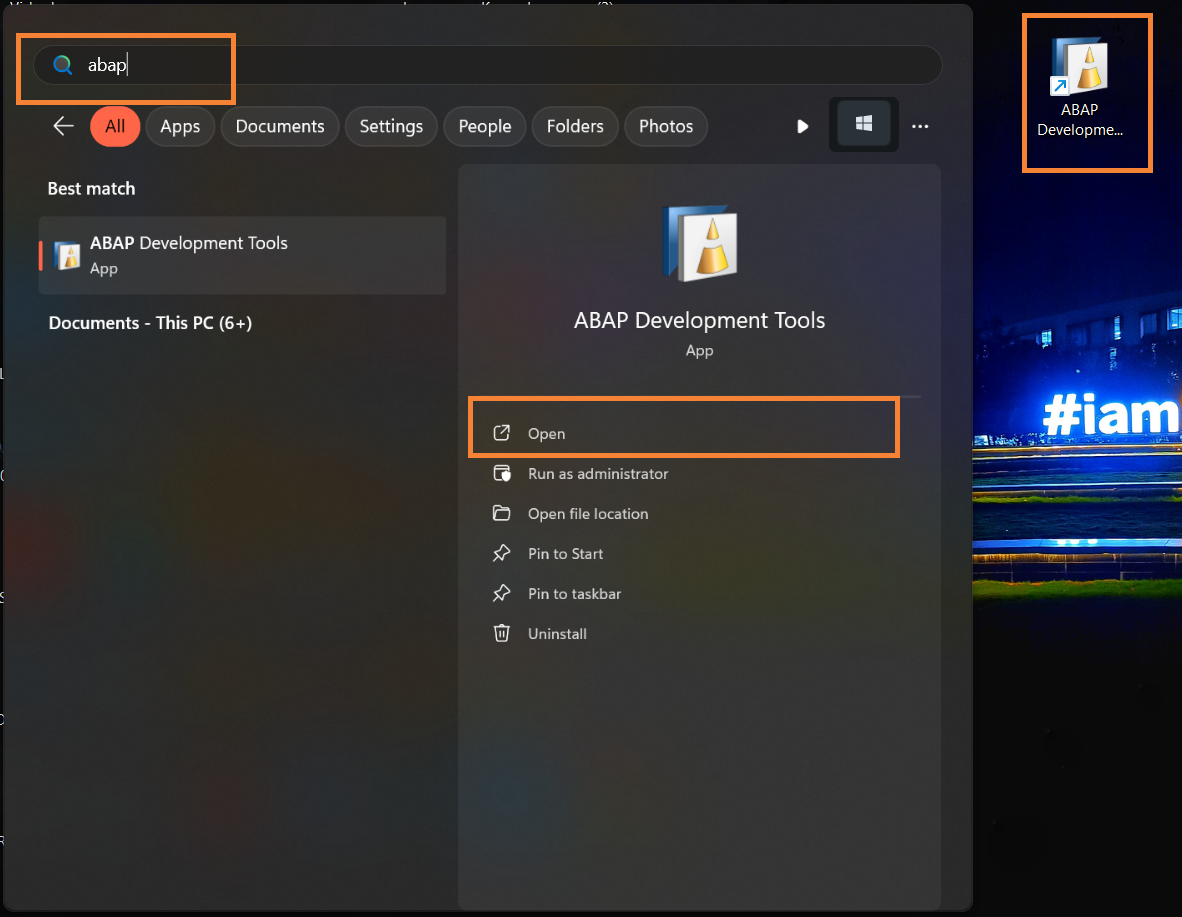 abap
All
Apps
Documents
Settings
People
Folders
Photos
Best match
ABAP Development Tools
App
Documents - This PC (6+)
ABAP Development Tools
App
Open
Run as administrator
Open file location
Pin to Start
Pin to taskbar
Uninstall
ABAP
Developme...
#iam